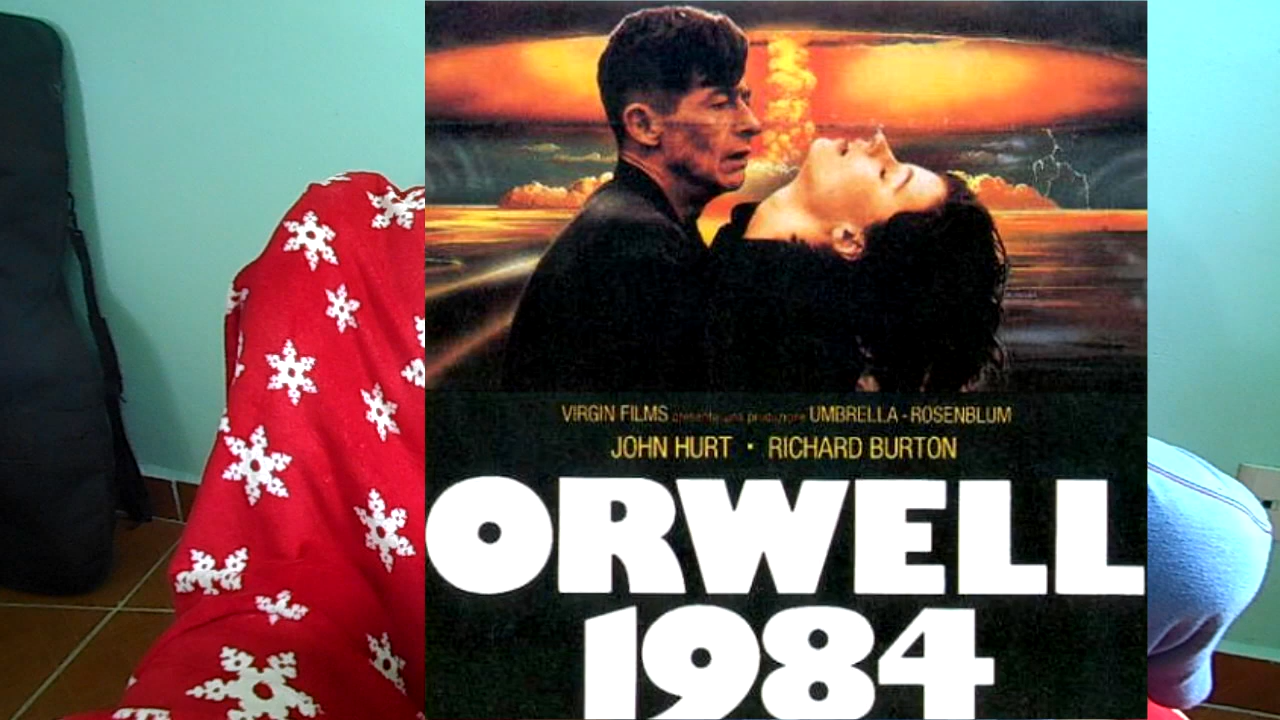 VIRGIN FILMS presenta una produzione UMBRELLA - ROSENBLUM
JOHN HURT · RICHARD BURTON
ORWELL
1984